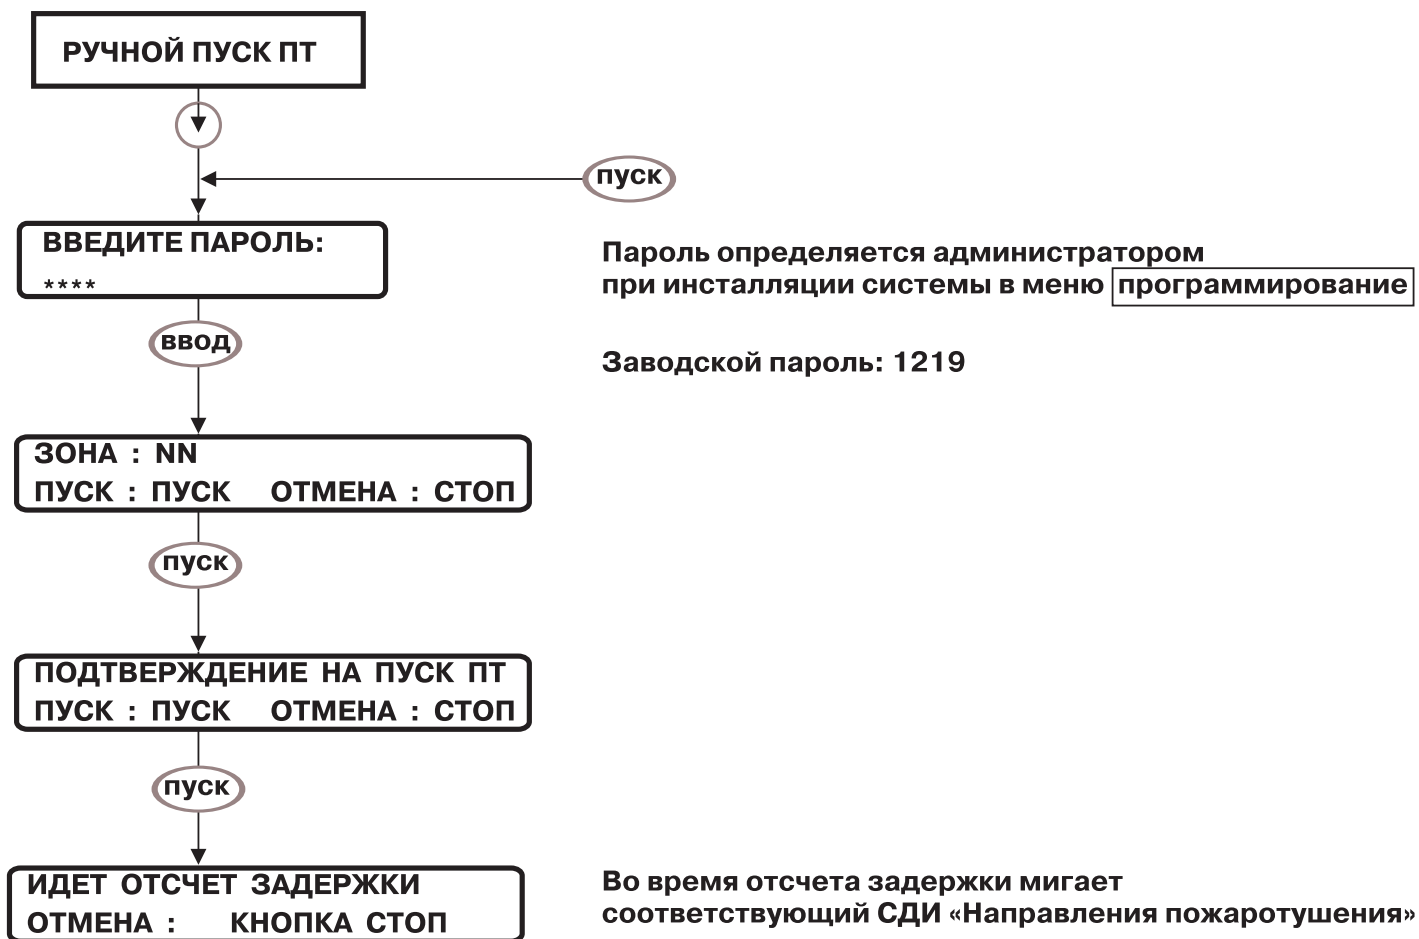 РУЧНОЙ ПУСК ПТ
пуск
ВВЕДИТЕ ПАРОЛЬ:
****
Пароль определяется администратором
при инсталляции системы в меню программирование
ввод
Заводской пароль: 1219
ЗОНА : NN
ПУСК : ПУСК ОТМЕНА : СТОП
пуск
ПОДТВЕРЖДЕНИЕ НА ПУСК ПТ
ПУСК : ПУСК ОТМЕНА : СТОП
пуск
ИДЕТ ОТСЧЕТ ЗАДЕРЖКИ
ОТМЕНА : КНОПКА СТОП
Во время отсчета задержки мигает
соответствующий СДИ «Направления пожаротушения»